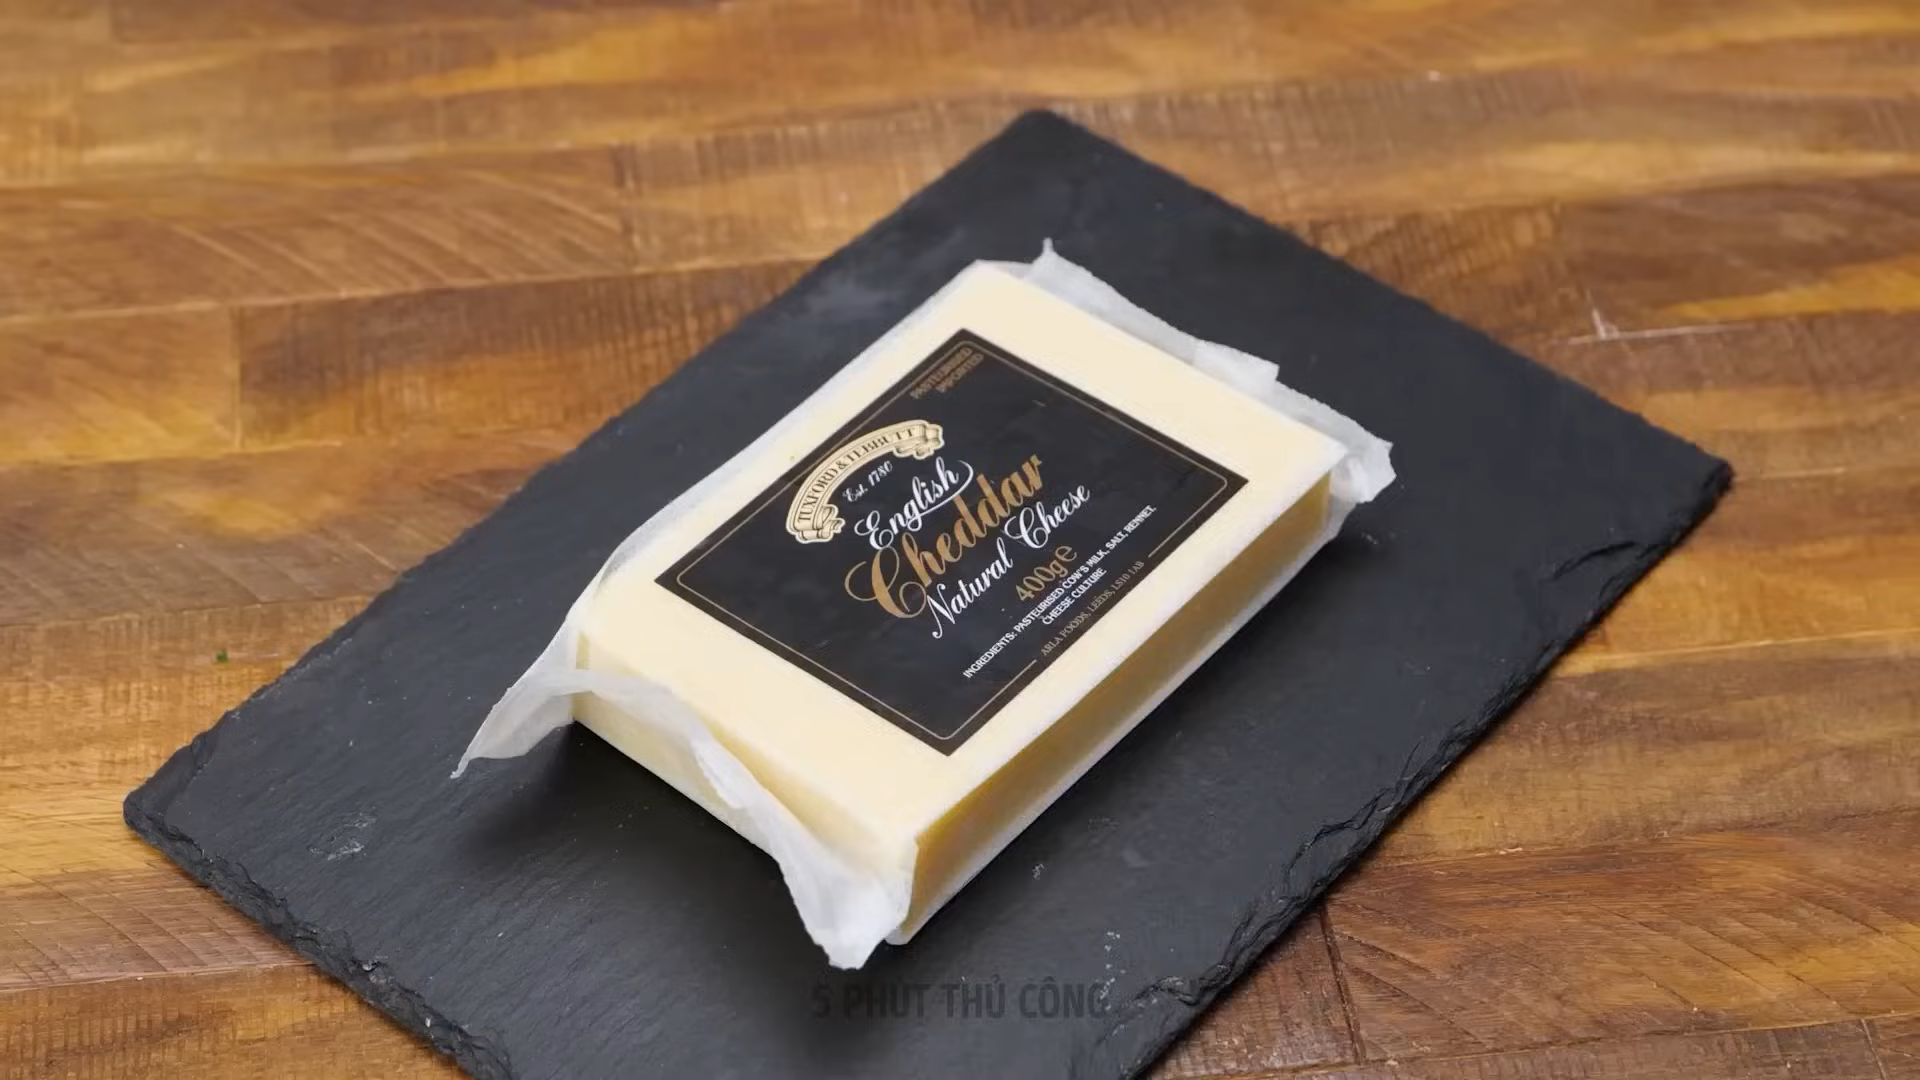 PASTEURISED
IMPORTED
TUXFORD & TEBBUTT
Est. 1780
English
Cheddar
Natural Cheese
400g℮
INGREDIENTS: PASTEURISED COW'S MILK, SALT, RENNET,
CHEESE CULTURE
ARLA FOODS, LEEDS, LS10 1AB
5 PHÚT THỦ CÔNG